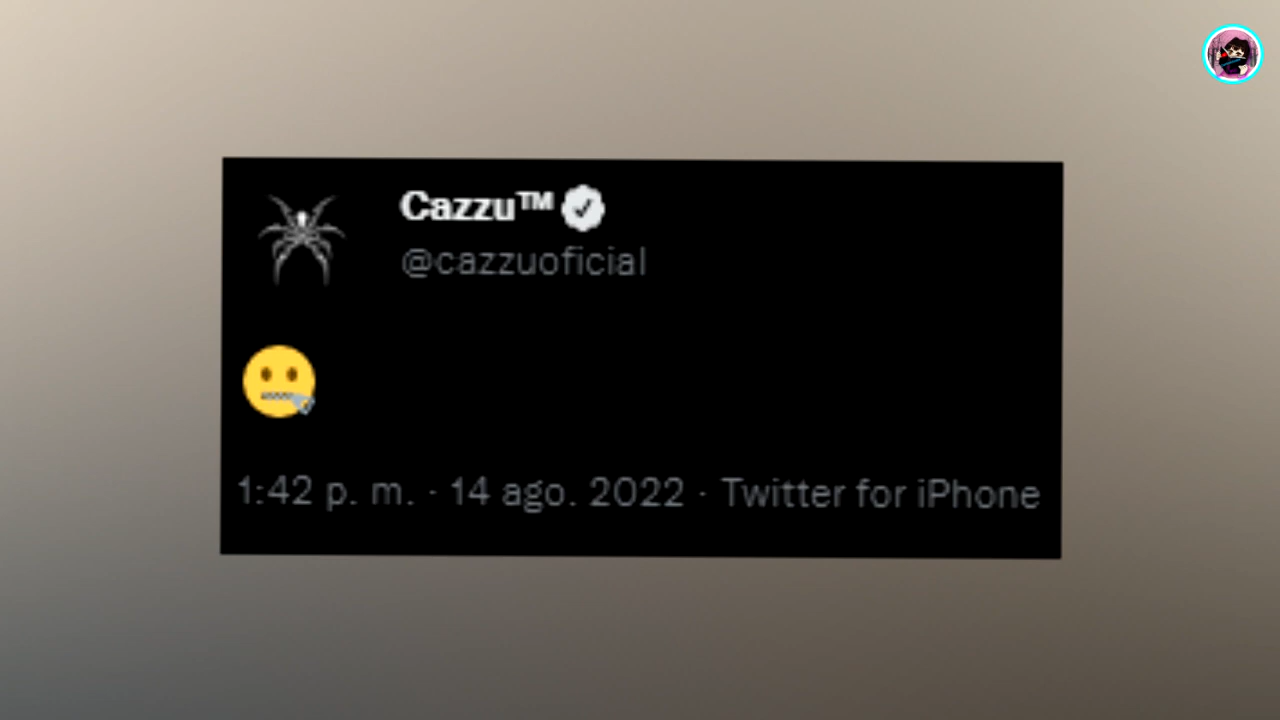 Cazzu™
@cazzuoficial
🤐
1:42 p. m. · 14 ago. 2022 · Twitter for iPhone